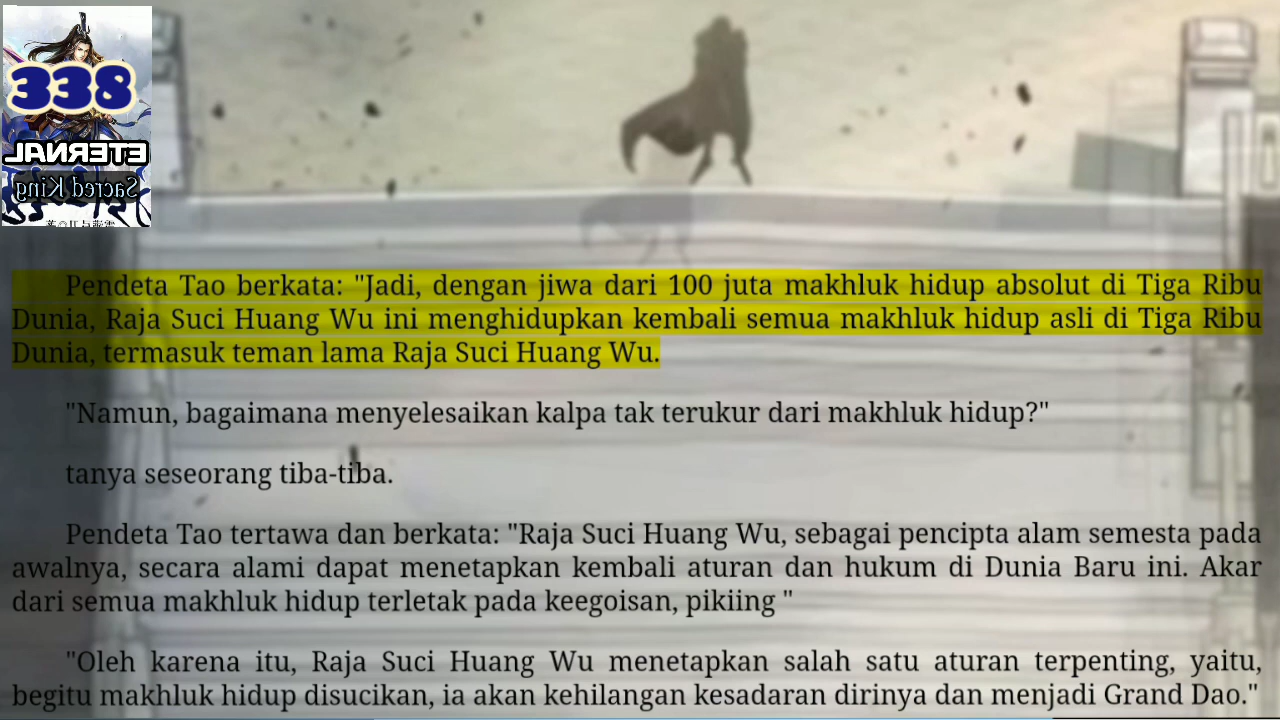 338
ETERNAL
Sacred King
Pendeta Tao berkata: "Jadi, dengan jiwa dari 100 juta makhluk hidup absolut di Tiga Ribu
Dunia, Raja Suci Huang Wu ini menghidupkan kembali semua makhluk hidup asli di Tiga Ribu
Dunia, termasuk teman lama Raja Suci Huang Wu.
"Namun, bagaimana menyelesaikan kalpa tak terukur dari makhluk hidup?"
tanya seseorang tiba-tiba.
Pendeta Tao tertawa dan berkata: "Raja Suci Huang Wu, sebagai pencipta alam semesta pada
awalnya, secara alami dapat menetapkan kembali aturan dan hukum di Dunia Baru ini. Akar
dari semua makhluk hidup terletak pada keegoisan, pikiing "
"Oleh karena itu, Raja Suci Huang Wu menetapkan salah satu aturan terpenting, yaitu,
begitu makhluk hidup disucikan, ia akan kehilangan kesadaran dirinya dan menjadi Grand Dao."